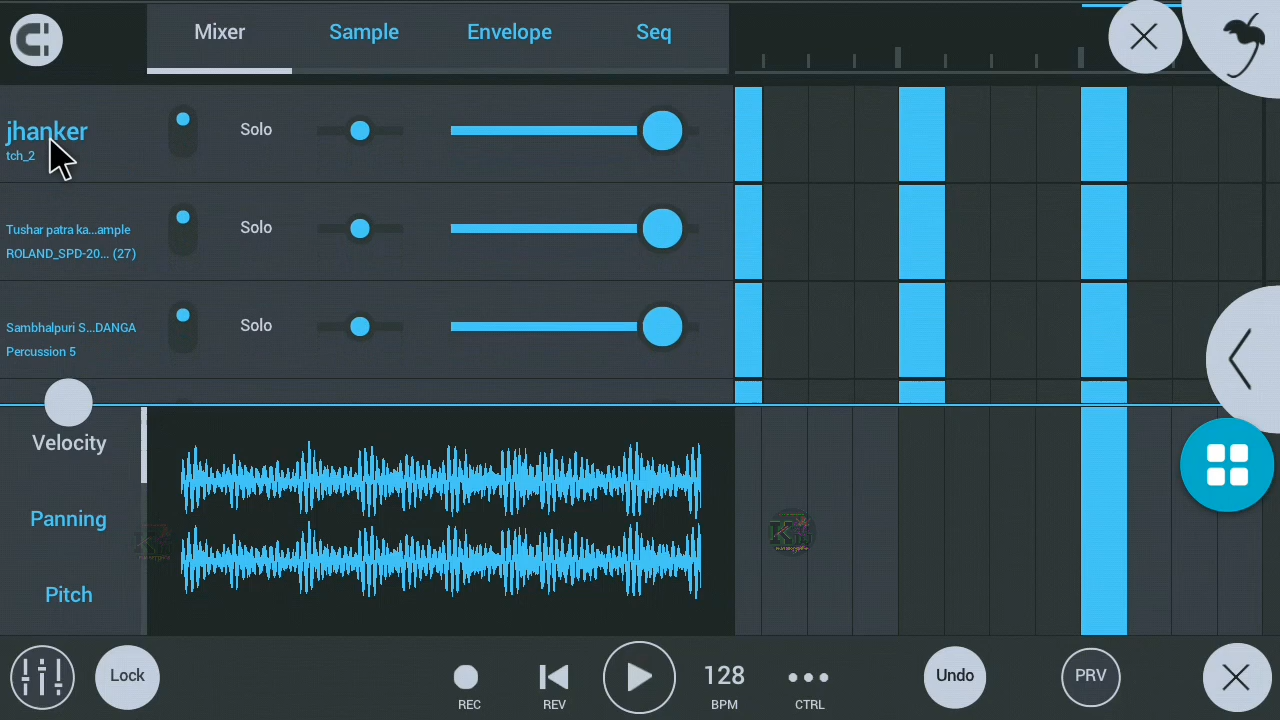 Mixer
Sample
Envelope
Seq
jhanker
tch_2
Solo
Tushar patra ka...ample
ROLAND_SPD-20... (27)
Solo
Sambhalpuri S...DANGA
Percussion 5
Solo
Velocity
Panning
Pitch
Lock
REC
REV
128
BPM
CTRL
Undo
PRV